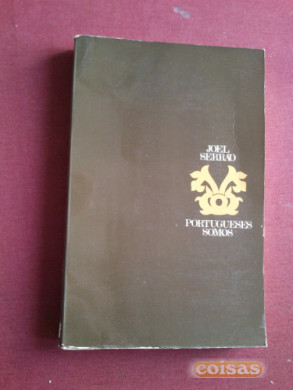 JOEL
SERRÃO
PORTUGUESES
SOMOS
coisas